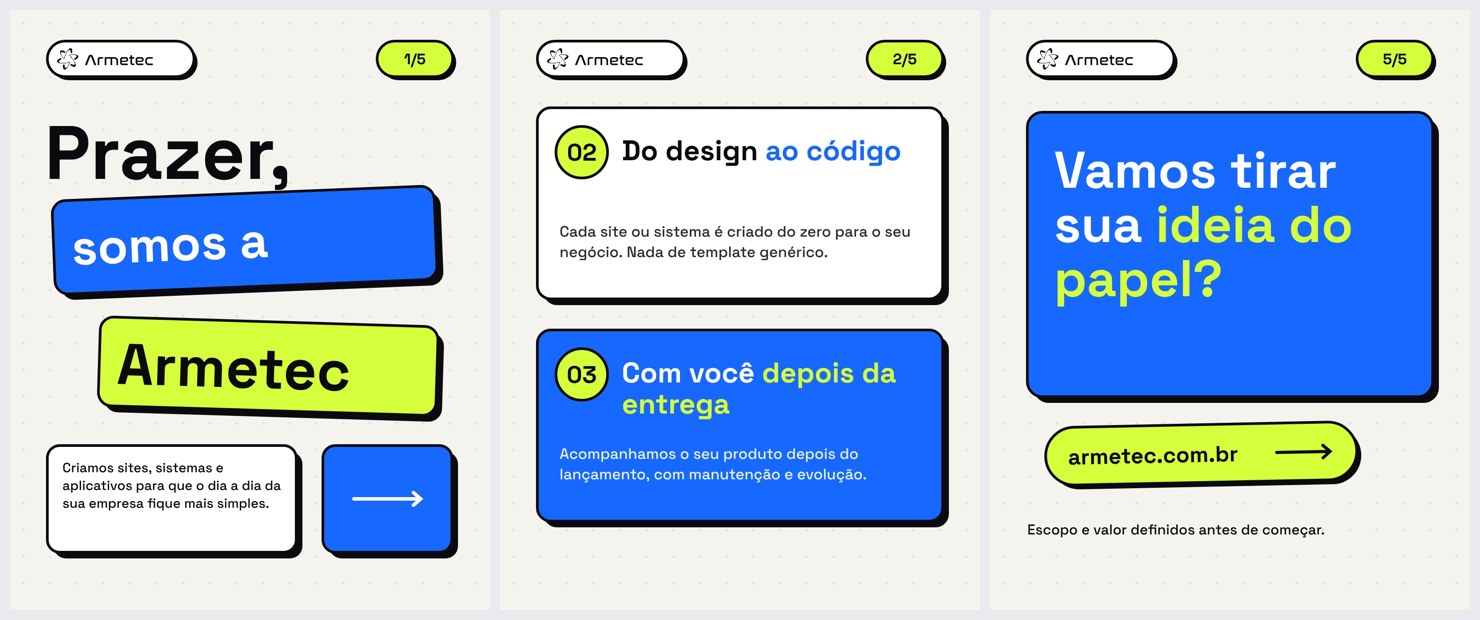 Armetec
1/5
Prazer,
somos a
Armetec
Criamos sites, sistemas e
aplicativos para que o dia a dia da
sua empresa fique mais simples.
Armetec
2/5
02
Do design ao código
Cada site ou sistema é criado do zero para o seu
negócio. Nada de template genérico.
03
Com você depois da
entrega
Acompanhamos o seu produto depois do
lançamento, com manutenção e evolução.
Armetec
5/5
Vamos tirar
sua ideia do
papel?
armetec.com.br
Escopo e valor definidos antes de começar.